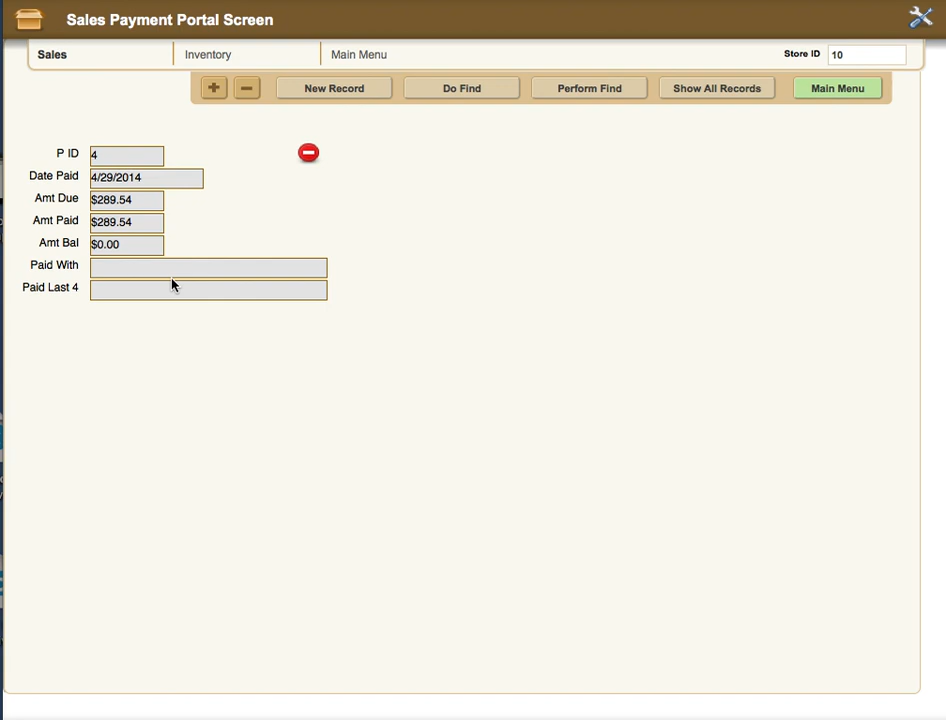 Sales Payment Portal Screen
Sales Inventory Main Menu Store ID 10
+ − New Record Do Find Perform Find Show All Records Main Menu
P ID 4
Date Paid 4/29/2014
Amt Due $289.54
Amt Paid $289.54
Amt Bal $0.00
Paid With
Paid Last 4